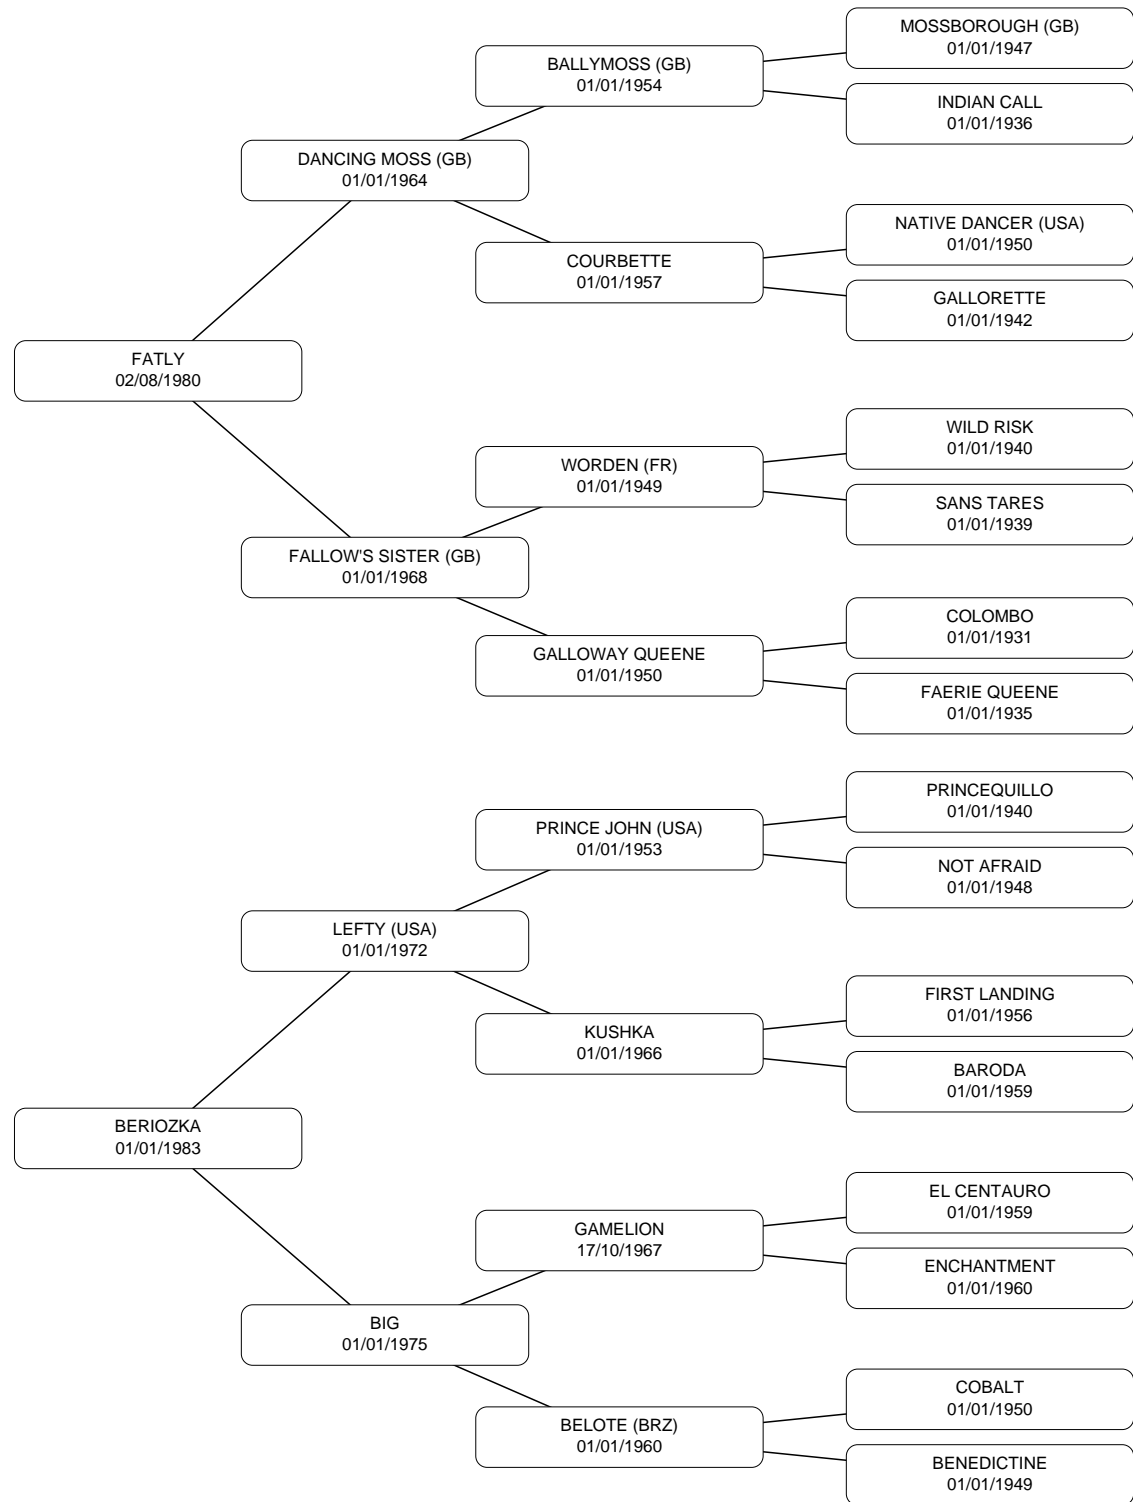 MOSSBOROUGH (GB)
01/01/1947
BALLYMOSS (GB)
01/01/1954
INDIAN CALL
01/01/1936
DANCING MOSS (GB)
01/01/1964
NATIVE DANCER (USA)
01/01/1950
COURBETTE
01/01/1957
GALLORETTE
01/01/1942
FATLY
02/08/1980
WILD RISK
01/01/1940
WORDEN (FR)
01/01/1949
SANS TARES
01/01/1939
FALLOW'S SISTER (GB)
01/01/1968
COLOMBO
01/01/1931
GALLOWAY QUEENE
01/01/1950
FAERIE QUEENE
01/01/1935
PRINCEQUILLO
01/01/1940
PRINCE JOHN (USA)
01/01/1953
NOT AFRAID
01/01/1948
LEFTY (USA)
01/01/1972
FIRST LANDING
01/01/1956
KUSHKA
01/01/1966
BARODA
01/01/1959
BERIOZKA
01/01/1983
EL CENTAURO
01/01/1959
GAMELION
17/10/1967
ENCHANTMENT
01/01/1960
BIG
01/01/1975
COBALT
01/01/1950
BELOTE (BRZ)
01/01/1960
BENEDICTINE
01/01/1949